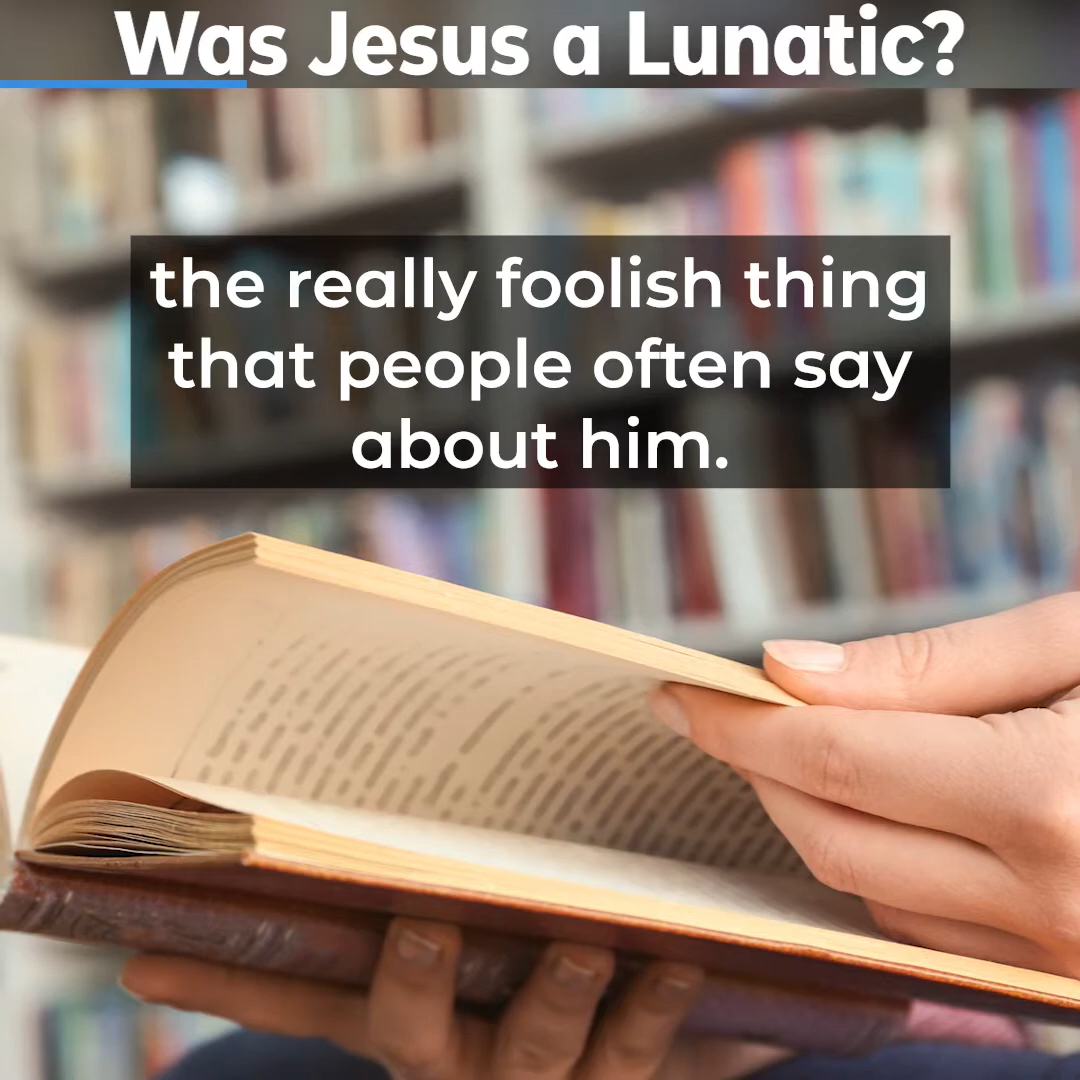 Was Jesus a Lunatic?
the really foolish thing
that people often say
about him.